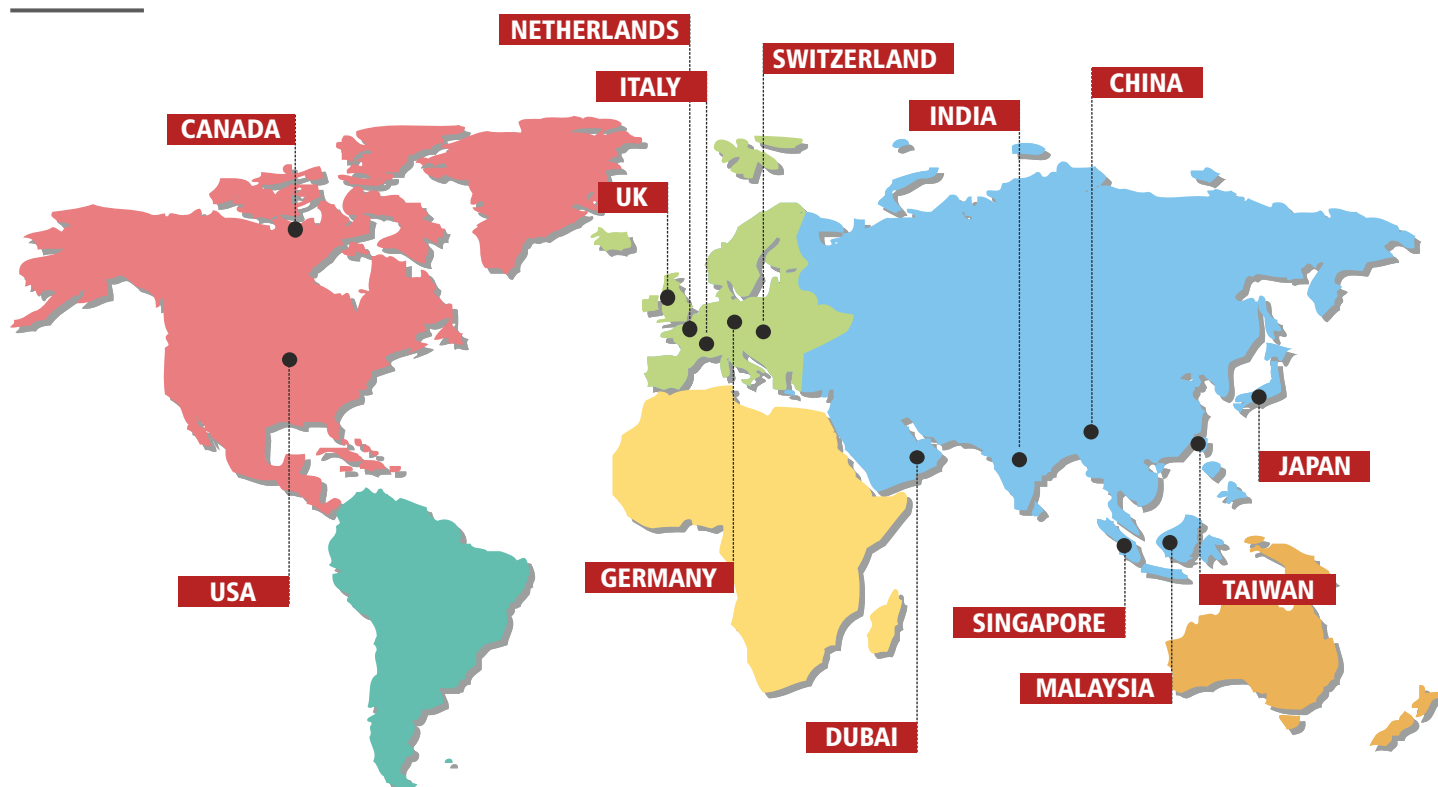 NETHERLANDS
SWITZERLAND
CHINA
ITALY
INDIA
CANADA
UK
JAPAN
GERMANY
USA
TAIWAN
SINGAPORE
MALAYSIA
DUBAI